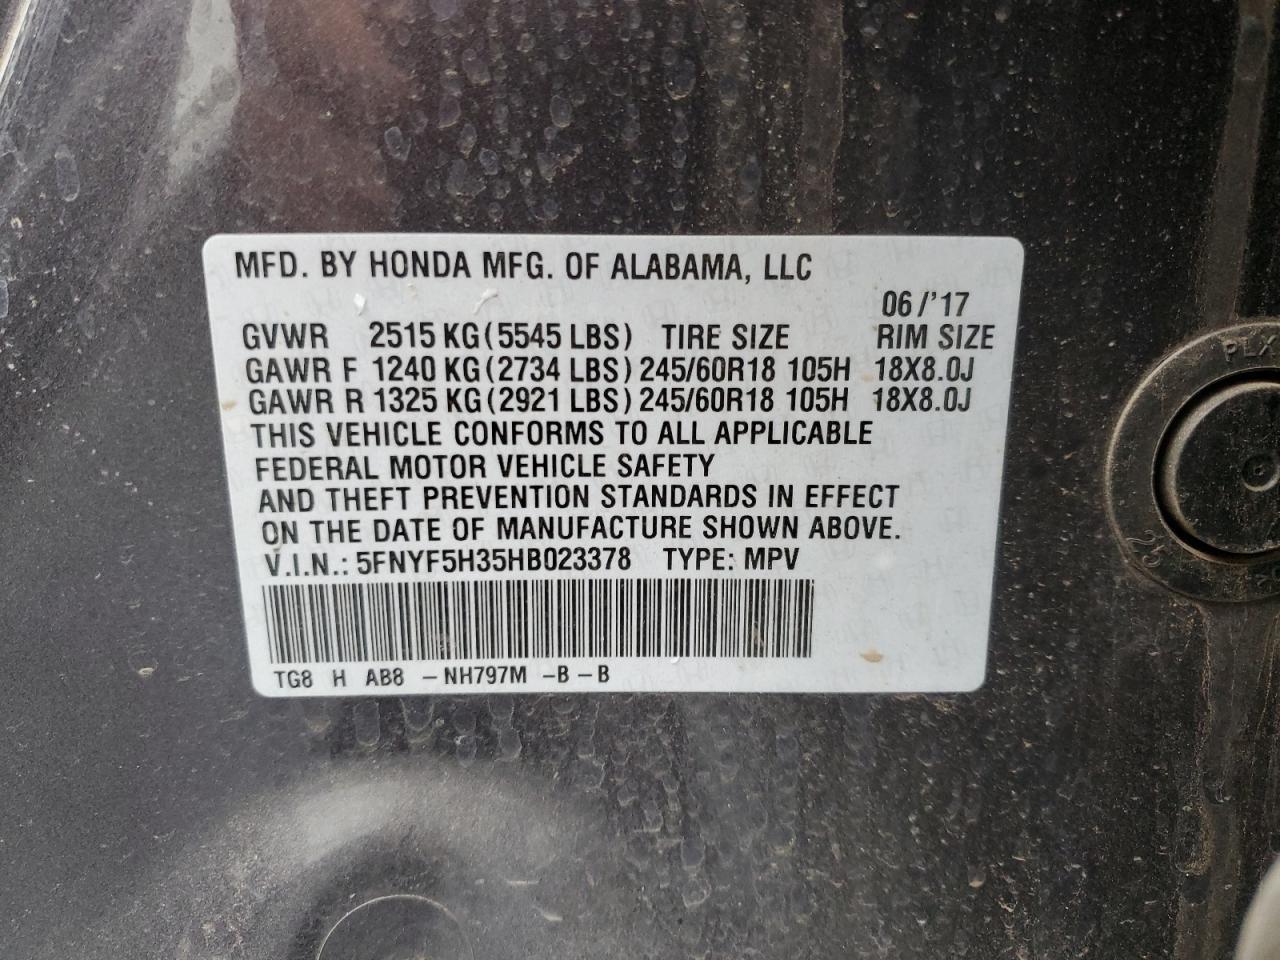 MFD. BY HONDA MFG. OF ALABAMA, LLC
06/'17
GVWR 2515 KG (5545 LBS) TIRE SIZE RIM SIZE
GAWR F 1240 KG (2734 LBS) 245/60R18 105H 18X8.0J
GAWR R 1325 KG (2921 LBS) 245/60R18 105H 18X8.0J
THIS VEHICLE CONFORMS TO ALL APPLICABLE
FEDERAL MOTOR VEHICLE SAFETY
AND THEFT PREVENTION STANDARDS IN EFFECT
ON THE DATE OF MANUFACTURE SHOWN ABOVE.
V.I.N.: 5FNYF5H35HB023378 TYPE: MPV
TG8 H AB8 – NH797M – B – B
PLX
25